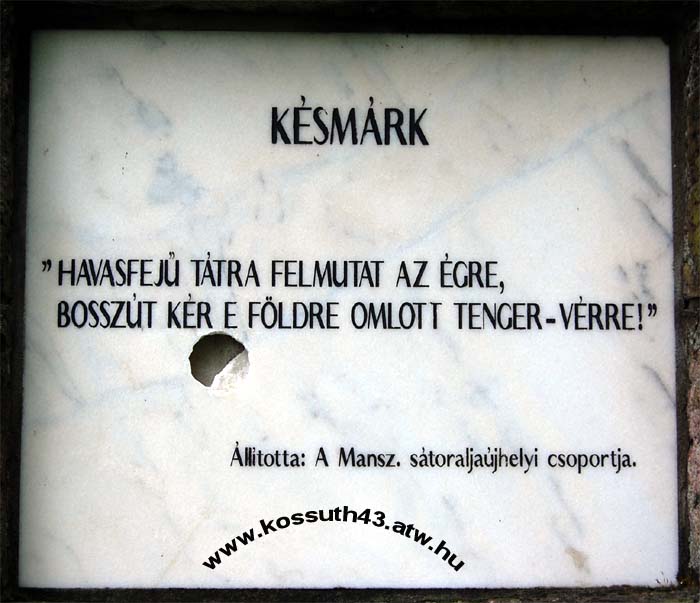 KÉSMÁRK
"HAVASFEJŰ TÁTRA FELMUTAT AZ ÉGRE,
BOSSZÚT KÉR E FÖLDRE OMLOTT TENGER-VÉRRE!"
Állította: A Mansz. sátoraljaújhelyi csoportja.
www.kossuth43.atw.hu